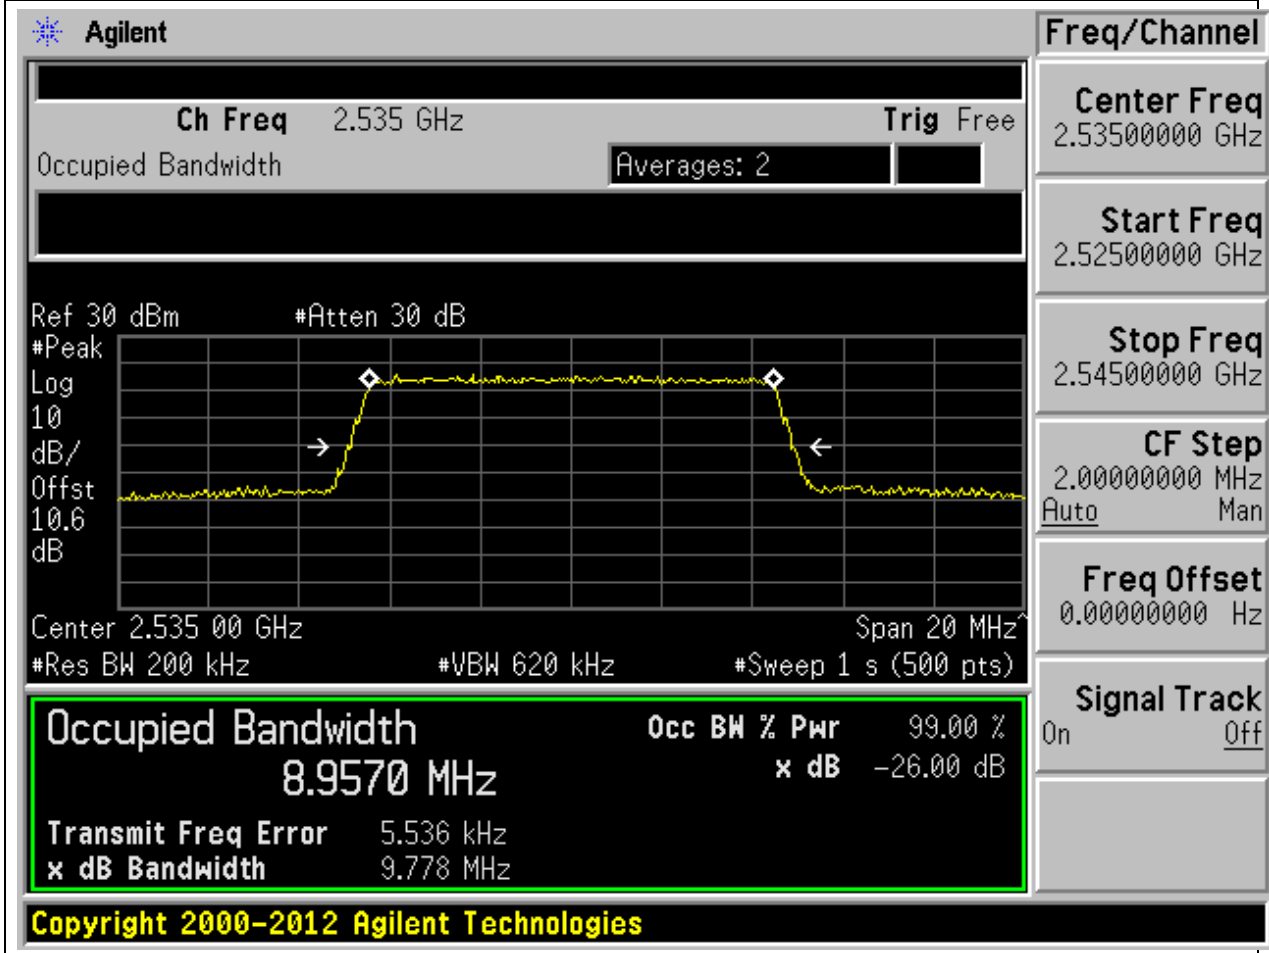 Agilent
Freq/Channel
Ch Freq 2.535 GHz Trig Free
Occupied Bandwidth Averages: 2
Center Freq
2.53500000 GHz
Start Freq
2.52500000 GHz
Stop Freq
2.54500000 GHz
CF Step
2.00000000 MHz
Auto Man
Freq Offset
0.00000000 Hz
Signal Track
On Off
Ref 30 dBm #Atten 30 dB
#Peak
Log
10
dB/
Offst
10.6
dB
Center 2.535 00 GHz Span 20 MHz^
#Res BW 200 kHz #VBW 620 kHz #Sweep 1 s (500 pts)
Occupied Bandwidth Occ BW % Pwr 99.00 %
8.9570 MHz x dB -26.00 dB
Transmit Freq Error 5.536 kHz
x dB Bandwidth 9.778 MHz
Copyright 2000-2012 Agilent Technologies